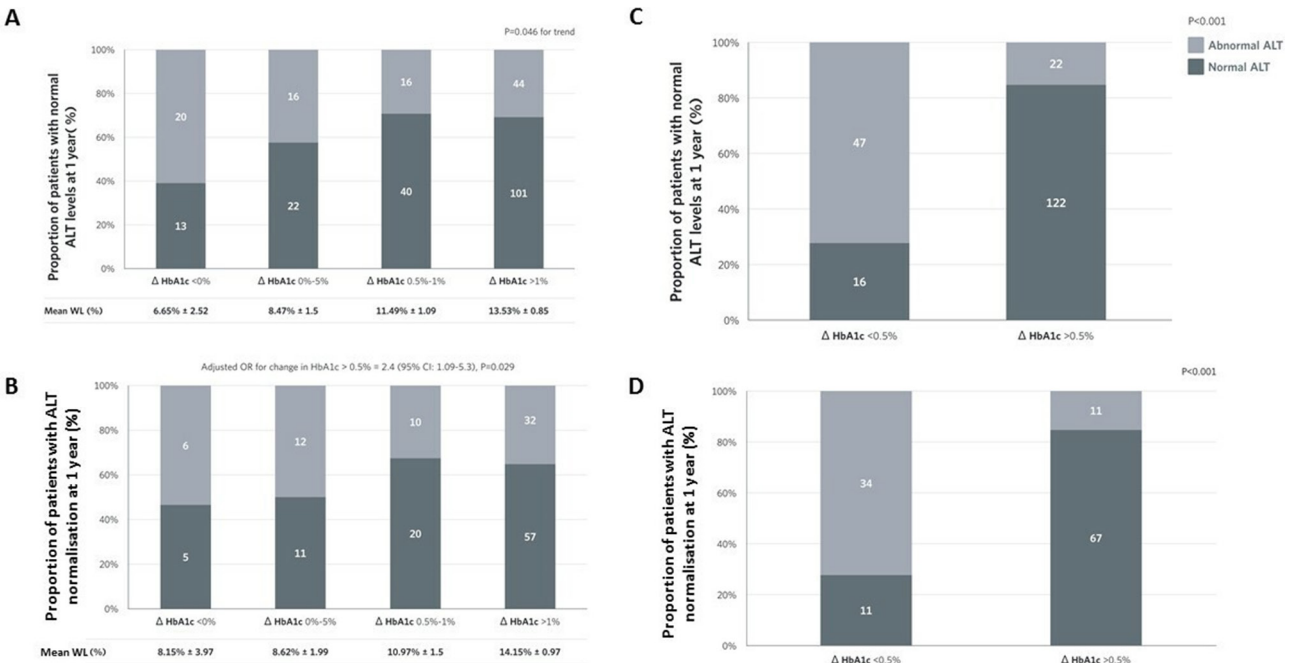 A
P=0.046 for trend
Proportion of patients with normal
ALT levels at 1 year( %)
100%
80%
60%
40%
20%
0%
20
16
16
44
13
22
40
101
Δ HbA1c <0%
Δ HbA1c 0%-5%
Δ HbA1c 0.5%-1%
Δ HbA1c >1%
Mean WL (%)
6.65% ± 2.52
8.47% ± 1.5
11.49% ± 1.09
13.53% ± 0.85
B
Adjusted OR for change in HbA1c > 0.5% = 2.4 (95% CI: 1.09-5.3), P=0.029
Proportion of patients with ALT
normalisation at 1 year (%)
100%
80%
60%
40%
20%
0%
6
12
10
32
5
11
20
57
Δ HbA1c <0%
Δ HbA1c 0%-5%
Δ HbA1c 0.5%-1%
Δ HbA1c >1%
Mean WL (%)
8.15% ± 3.97
8.62% ± 1.99
10.97% ± 1.5
14.15% ± 0.97
C
P<0.001
Abnormal ALT
Normal ALT
Proportion of patients with normal
ALT levels at 1 year (%)
100%
80%
60%
40%
20%
0%
47
22
16
122
Δ HbA1c <0.5%
Δ HbA1c >0.5%
D
P<0.001
Proportion of patients with ALT
normalisation at 1 year (%)
100%
80%
60%
40%
20%
0%
34
11
11
67
Δ HbA1c <0.5%
Δ HbA1c >0.5%